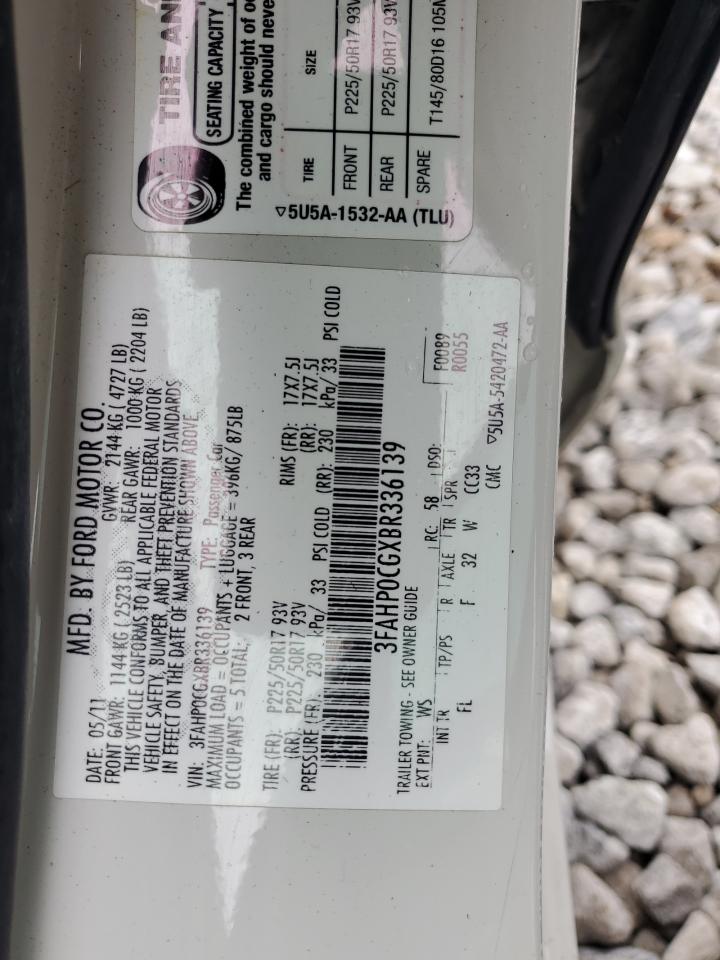 TIRE AN
SEATING CAPACITY
The combined weight of oc
and cargo should neve
TIRE SIZE
FRONT P225/50R17 93V
REAR P225/50R17 93V
SPARE T145/80D16 105M
▽5U5A-1532-AA (TLU)
MFD. BY FORD MOTOR CO.
DATE: 05/11 GVWR: 2144 KG ( 4727 LB)
FRONT GAWR: 1144 KG ( 2523 LB) REAR GAWR: 1000 KG ( 2204 LB)
THIS VEHICLE CONFORMS TO ALL APPLICABLE FEDERAL MOTOR
VEHICLE SAFETY, BUMPER, AND THEFT PREVENTION STANDARDS
IN EFFECT ON THE DATE OF MANUFACTURE SHOWN ABOVE
VIN: 3FAHP0CGXBR336139 TYPE: Passenger Car
MAXIMUM LOAD = OCCUPANTS + LUGGAGE = 396KG/ 875LB
OCCUPANTS = 5 TOTAL: 2 FRONT, 3 REAR
TIRE (FR): P225/50R17 93V RIMS (FR): 17X7.5J
(RR): P225/50R17 93V (RR): 17X7.5J
PRESSURE (FR): 230 kPa/ 33 PSI COLD (RR): 230 kPa/ 33 PSI COLD
3FAHP0CGXBR336139
TRAILER TOWING - SEE OWNER GUIDE F0089
EXT PNT: WS RC: 58 DSO: R0055
INT TR TP/PS R AXLE TR SPR
FL F 32 W CC33
CMC ▽5U5A-5420472-AA